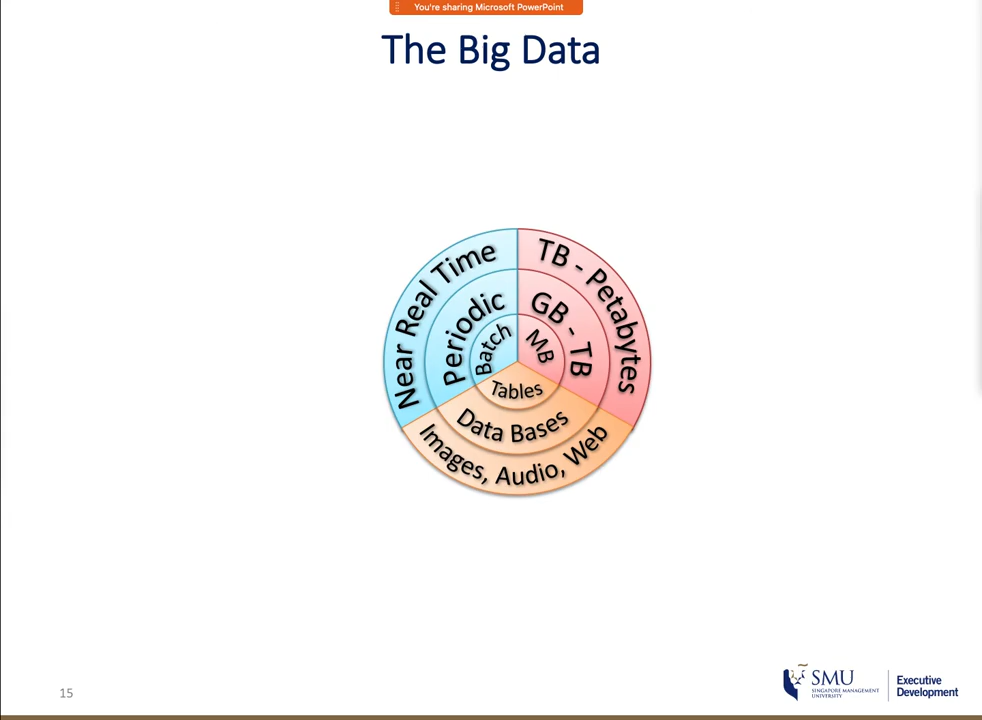 You're sharing Microsoft PowerPoint
The Big Data
Near Real Time
Periodic
Batch
TB - Petabytes
GB - TB
MB
Tables
Data Bases
Images, Audio, Web
15
SMU
SINGAPORE MANAGEMENT
UNIVERSITY
Executive
Development